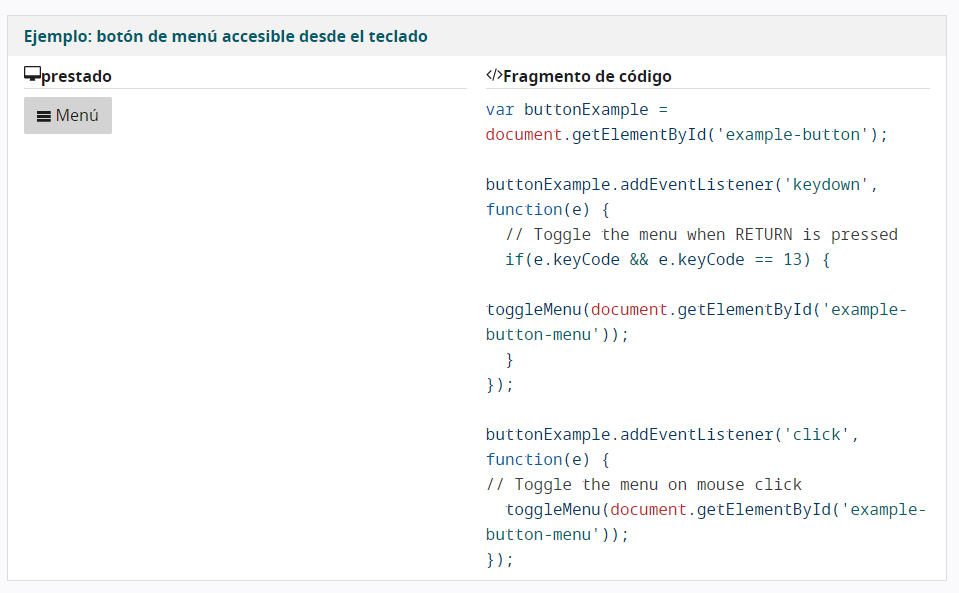 Ejemplo: botón de menú accesible desde el teclado
prestado
Menú
</>Fragmento de código
var buttonExample =
document.getElementById('example-button');
buttonExample.addEventListener('keydown',
function(e) {
// Toggle the menu when RETURN is pressed
if(e.keyCode && e.keyCode == 13) {
toggleMenu(document.getElementById('example-
button-menu'));
}
});
buttonExample.addEventListener('click',
function(e) {
// Toggle the menu on mouse click
toggleMenu(document.getElementById('example-
button-menu'));
});